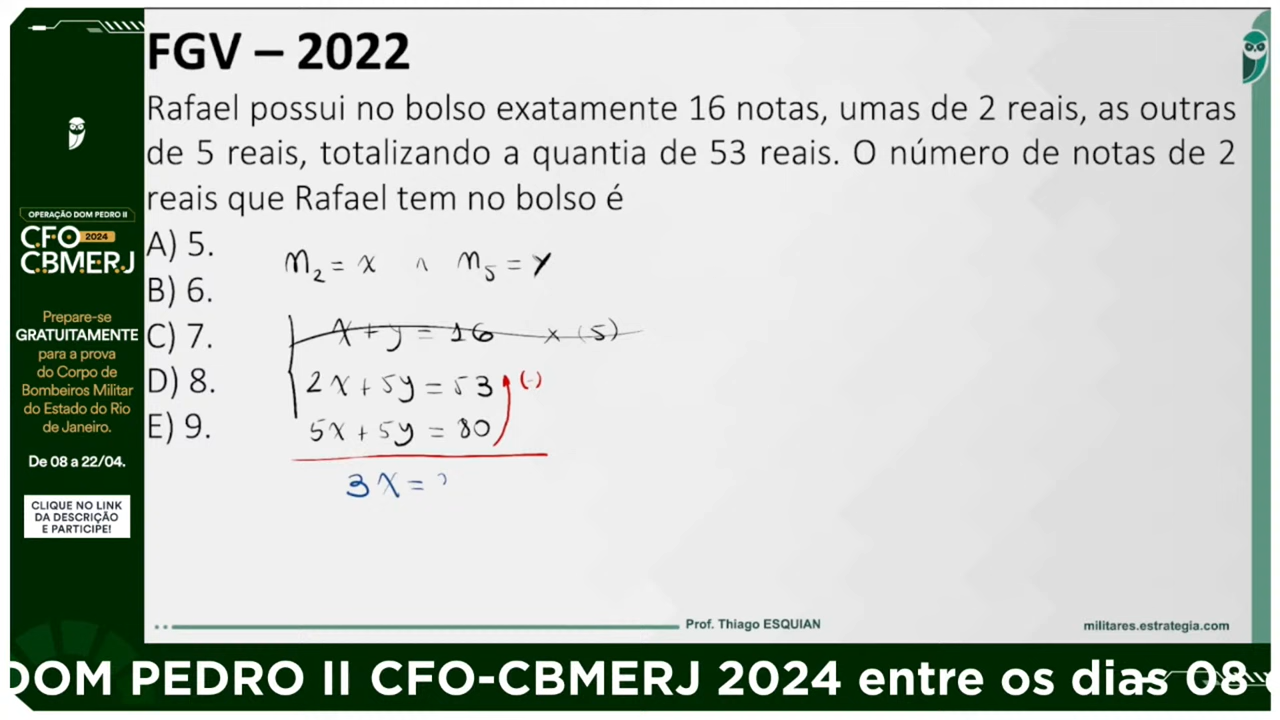 FGV – 2022
Rafael possui no bolso exatamente 16 notas, umas de 2 reais, as outras
de 5 reais, totalizando a quantia de 53 reais. O número de notas de 2
reais que Rafael tem no bolso é
A) 5.
B) 6.
C) 7.
D) 8.
E) 9.
n₂ = x ∧ n₅ = y
x + y = 16 × (5)
2x + 5y = 53 (-)
5x + 5y = 80
3x =
OPERAÇÃO DOM PEDRO II
CFO 2024
CBMERJ
Prepare-se
GRATUITAMENTE
para a prova
do Corpo de
Bombeiros Militar
do Estado do Rio
de Janeiro.
De 08 a 22/04.
CLIQUE NO LINK
DA DESCRIÇÃO
E PARTICIPE!
Prof. Thiago ESQUIAN
militares.estrategia.com
DOM PEDRO II CFO-CBMERJ 2024 entre os dias 08